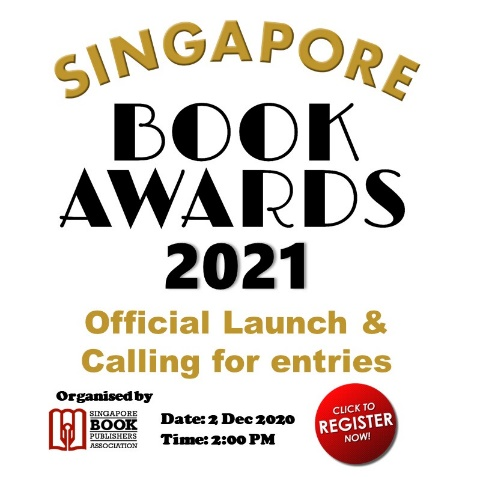 SINGAPORE
BOOK
AWARDS
2021
Official Launch &
Calling for entries
Organised by
SINGAPORE
BOOK
PUBLISHERS
ASSOCIATION
Date: 2 Dec 2020
Time: 2:00 PM
CLICK TO
REGISTER
NOW!